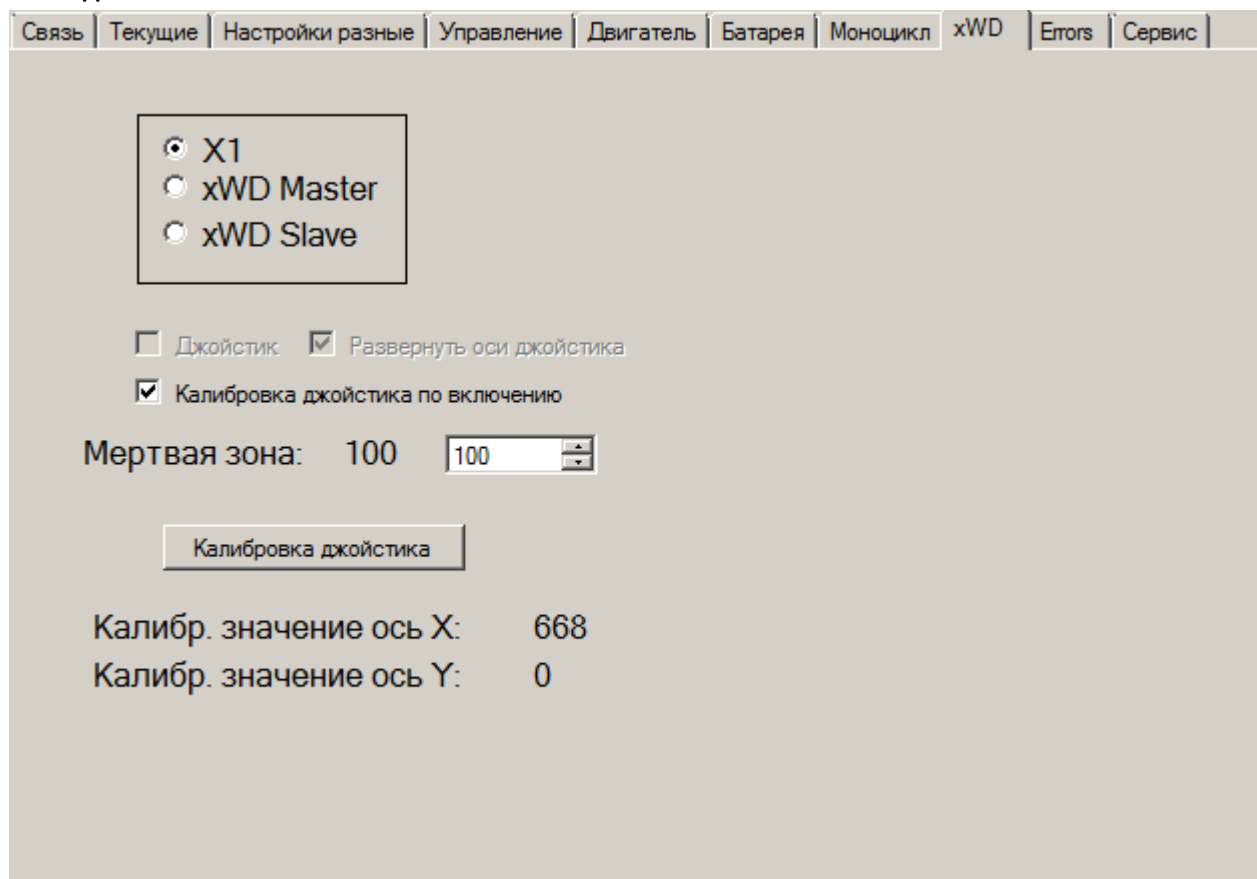 Связь Текущие Настройки разные Управление Двигатель Батарея Моноцикл xWD Errors Сервис
X1
xWD Master
xWD Slave
Джойстик Развернуть оси джойстика
Калибровка джойстика по включению
Мертвая зона: 100 100
Калибровка джойстика
Калибр. значение ось X: 668
Калибр. значение ось Y: 0